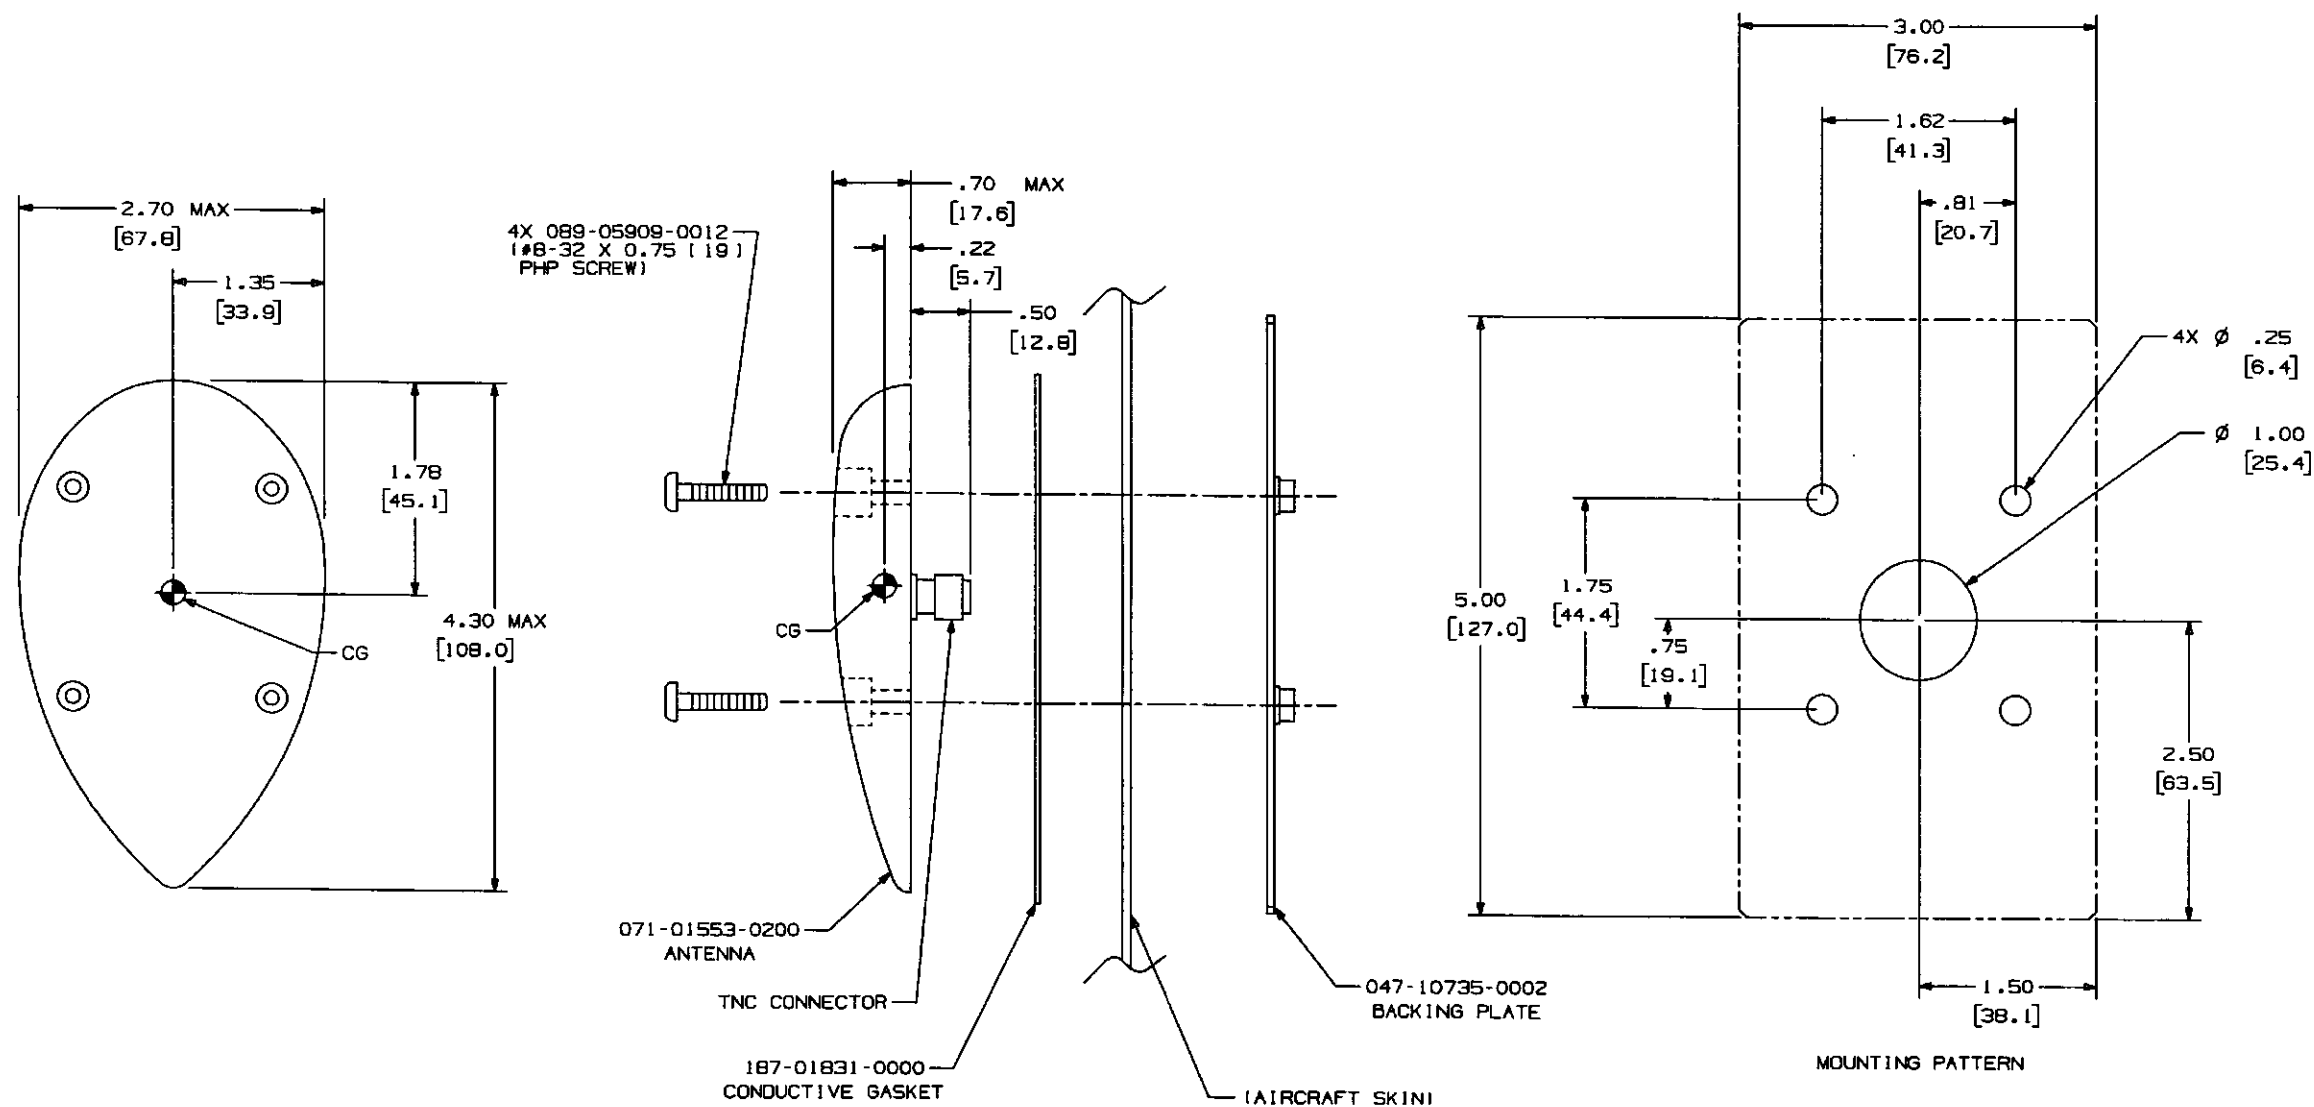 2.70 MAX
[67.8]
1.35
[33.9]
1.78
[45.1]
4.30 MAX
[108.0]
CG
4X 089-05909-0012
(#8-32 X 0.75 [19]
PHP SCREW)
.70 MAX
[17.6]
.22
[5.7]
.50
[12.8]
CG
071-01553-0200
ANTENNA
TNC CONNECTOR
187-01831-0000
CONDUCTIVE GASKET
(AIRCRAFT SKIN)
047-10735-0002
BACKING PLATE
3.00
[76.2]
1.62
[41.3]
.81
[20.7]
4X Ø .25
[6.4]
Ø 1.00
[25.4]
5.00
[127.0]
1.75
[44.4]
.75
[19.1]
2.50
[63.5]
1.50
[38.1]
MOUNTING PATTERN